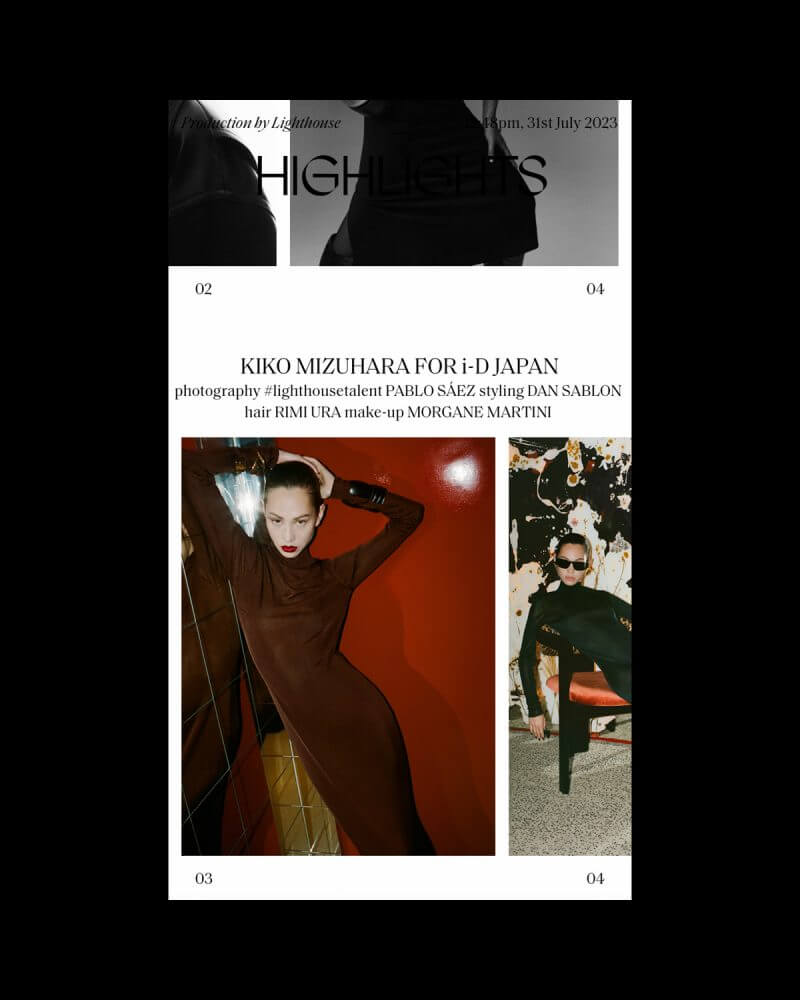 Production by Lighthouse
48pm, 31st July 2023
HIGHLIGHTS
02
04
KIKO MIZUHARA FOR i-D JAPAN
photography #lighthousetalent PABLO SÁEZ styling DAN SABLON
hair RIMI URA make-up MORGANE MARTINI
03
04